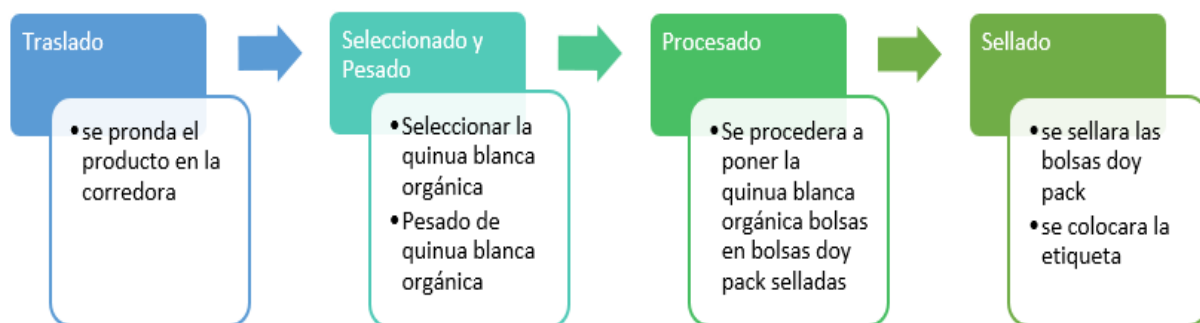 Traslado
• se pronda el
producto en la
corredora
Seleccionado y
Pesado
• Seleccionar la
quinua blanca
orgánica
• Pesado de
quinua blanca
orgánica
Procesado
• Se procedera a
poner la
quinua blanca
orgánica bolsas
en bolsas doy
pack selladas
Sellado
• se sellara las
bolsas doy
pack
• se colocara la
etiqueta